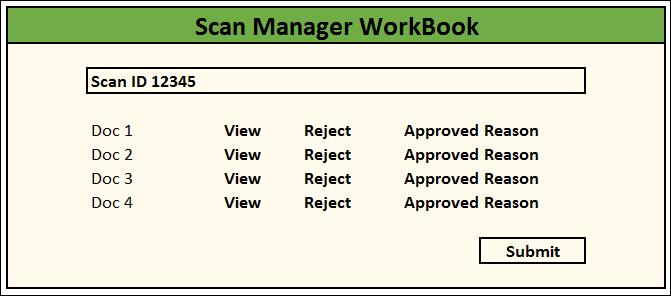 Scan Manager WorkBook
Scan ID 12345
Doc 1 View Reject Approved Reason
Doc 2 View Reject Approved Reason
Doc 3 View Reject Approved Reason
Doc 4 View Reject Approved Reason
Submit